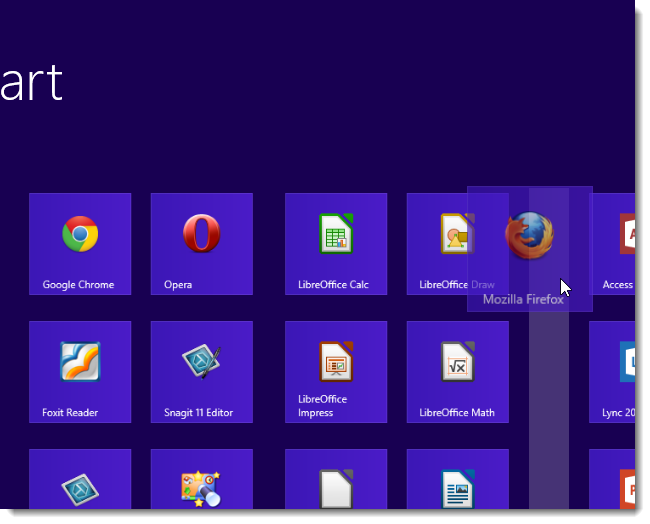 art
Google Chrome
Opera
LibreOffice Calc
LibreOffice Draw
Mozilla Firefox
Access
Foxit Reader
Snagit 11 Editor
LibreOffice
Impress
LibreOffice Math
Lync 20